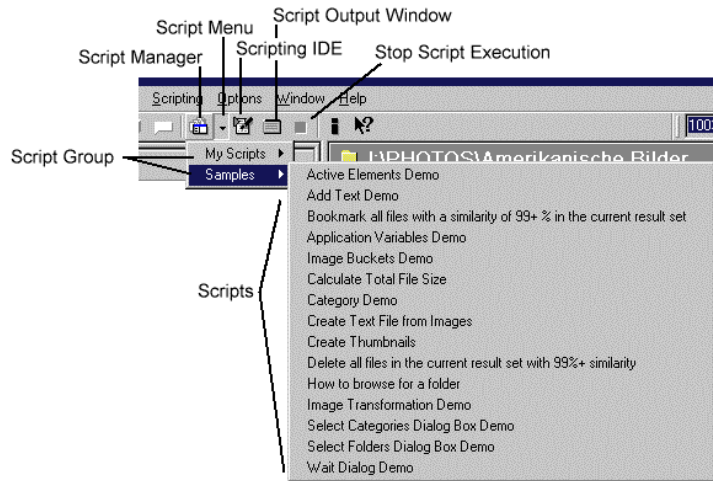 Script Output Window
Script Menu
Scripting IDE
Stop Script Execution
Script Manager
Scripting Options Window Help
100%
Script Group
My Scripts
Samples
I:\PHOTOS\Amerikanische Bilder
Active Elements Demo
Add Text Demo
Bookmark all files with a similarity of 99+ % in the current result set
Application Variables Demo
Image Buckets Demo
Calculate Total File Size
Scripts
Category Demo
Create Text File from Images
Create Thumbnails
Delete all files in the current result set with 99%+ similarity
How to browse for a folder
Image Transformation Demo
Select Categories Dialog Box Demo
Select Folders Dialog Box Demo
Wait Dialog Demo